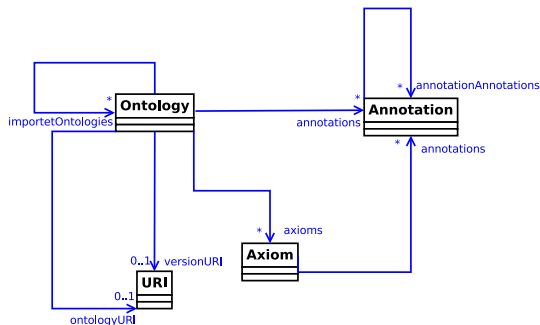 * annotationAnnotations
* Ontology * Annotation
importetOntologies annotations
* annotations
* axioms
Axiom
0..1 versionURI
URI
0..1
ontologyURI